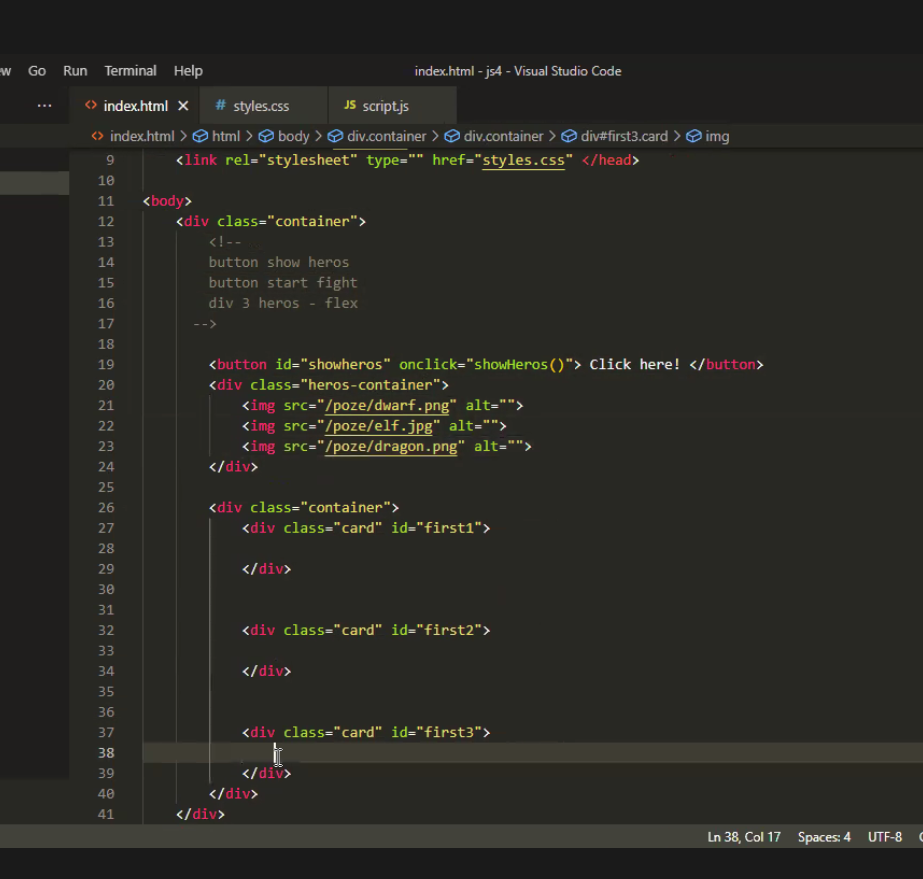 ew Go Run Terminal Help index.html - js4 - Visual Studio Code
... <> index.html × # styles.css JS script.js
<> index.html > html > body > div.container > div.container > div#first3.card > img
9 <link rel="stylesheet" type="" href="styles.css" </head>
10
11 <body>
12 <div class="container">
13 <!--
14 button show heros
15 button start fight
16 div 3 heros - flex
17 -->
18
19 <button id="showheros" onclick="showHeros()"> Click here! </button>
20 <div class="heros-container">
21 <img src="/poze/dwarf.png" alt="">
22 <img src="/poze/elf.jpg" alt="">
23 <img src="/poze/dragon.png" alt="">
24 </div>
25
26 <div class="container">
27 <div class="card" id="first1">
28
29 </div>
30
31
32 <div class="card" id="first2">
33
34 </div>
35
36
37 <div class="card" id="first3">
38
39 </div>
40 </div>
41 </div>
Ln 38, Col 17 Spaces: 4 UTF-8